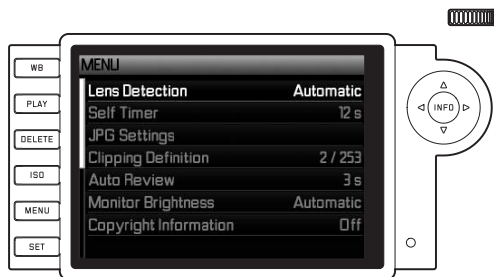 WB
PLAY
DELETE
ISO
MENU
SET
MENU
Lens Detection Automatic
Self Timer 12 s
JPG Settings
Clipping Definition 2 / 253
Auto Review 3 s
Monitor Brightness Automatic
Copyright Information Off
INFO